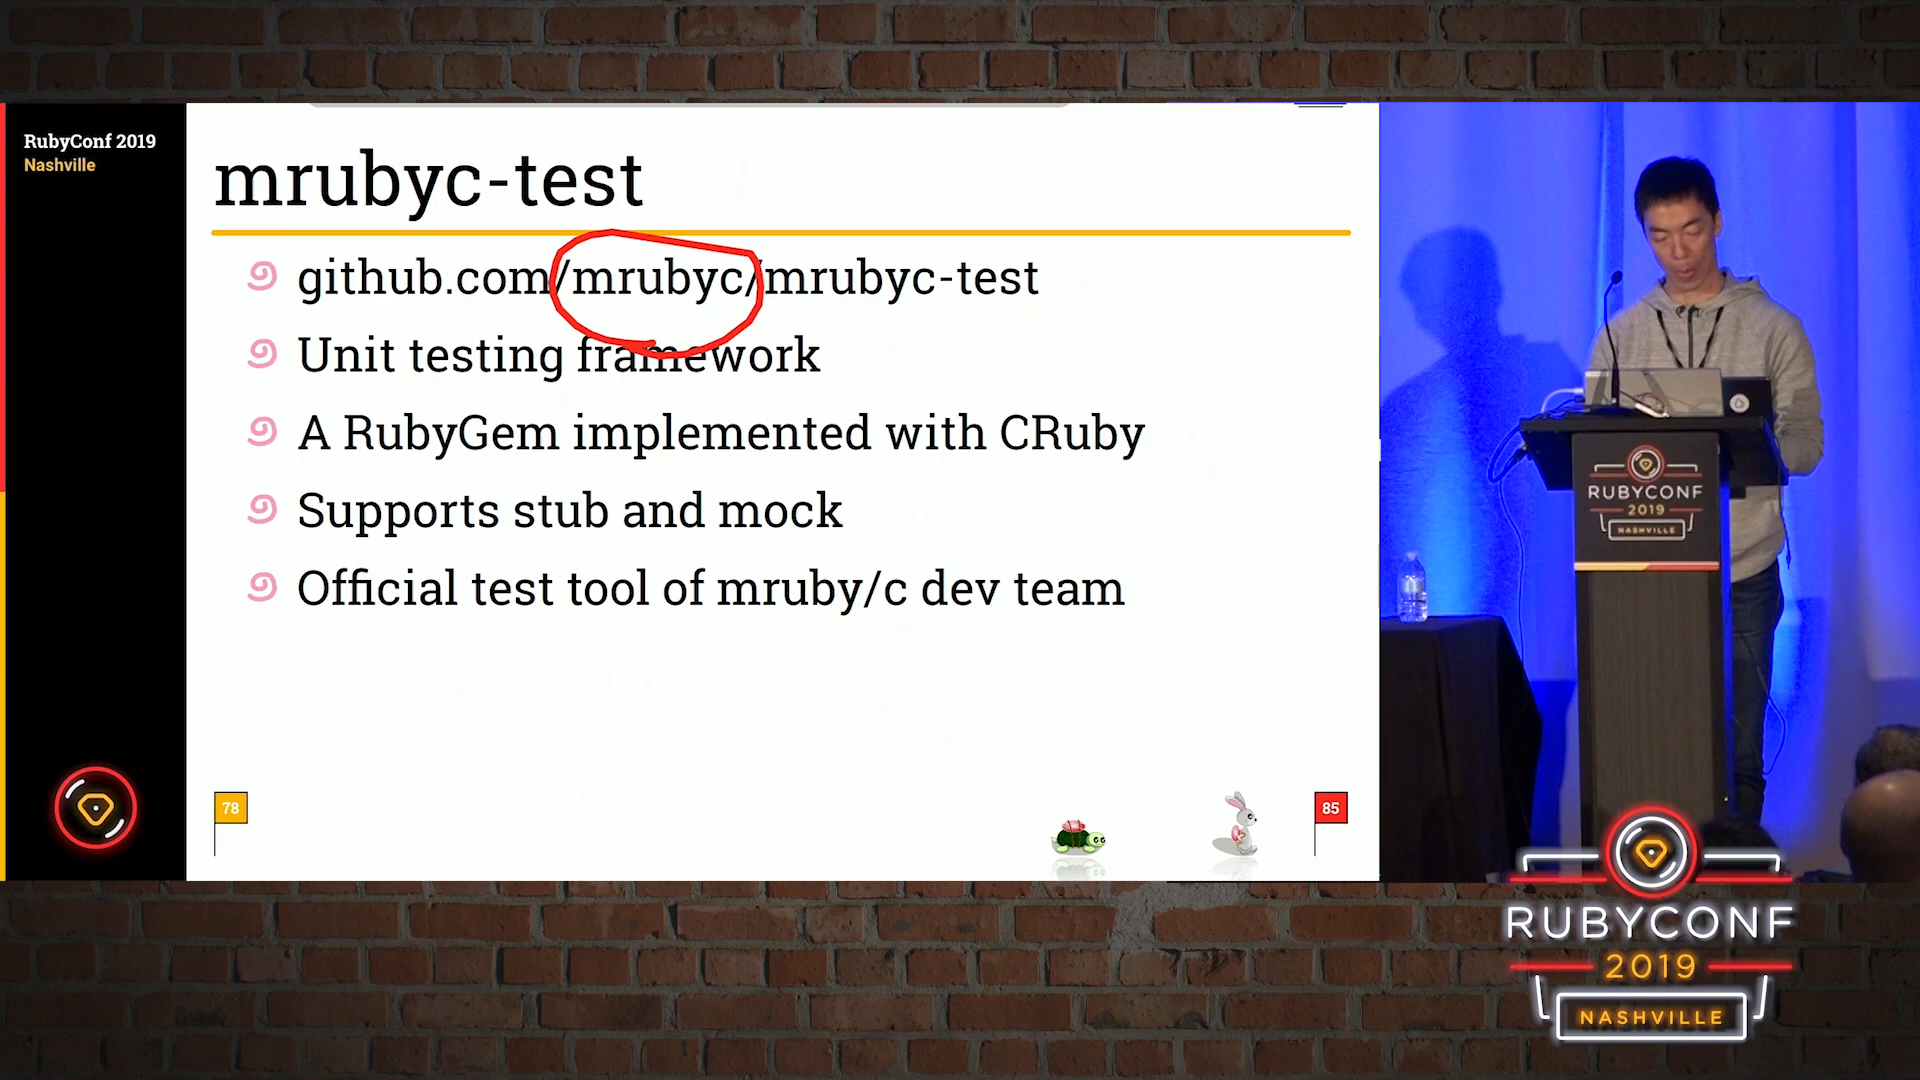 RubyConf 2019
Nashville
mrubyc-test
github.com/mrubyc/mrubyc-test
Unit testing framework
A RubyGem implemented with CRuby
Supports stub and mock
Official test tool of mruby/c dev team
78
85
RUBYCONF
2019
NASHVILLE
RUBYCONF
2019
NASHVILLE